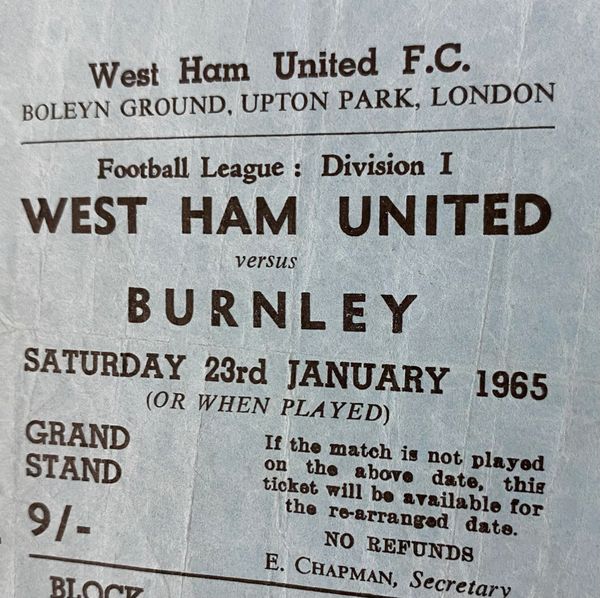 West Ham United F.C.
BOLEYN GROUND, UPTON PARK, LONDON
Football League : Division I
WEST HAM UNITED
versus
BURNLEY
SATURDAY 23rd JANUARY 1965
(OR WHEN PLAYED)
GRAND
STAND
9/-
If the match is not played
on the above date, this
ticket will be available for
the re-arranged date.
NO REFUNDS
E. CHAPMAN, Secretary
BLOCK